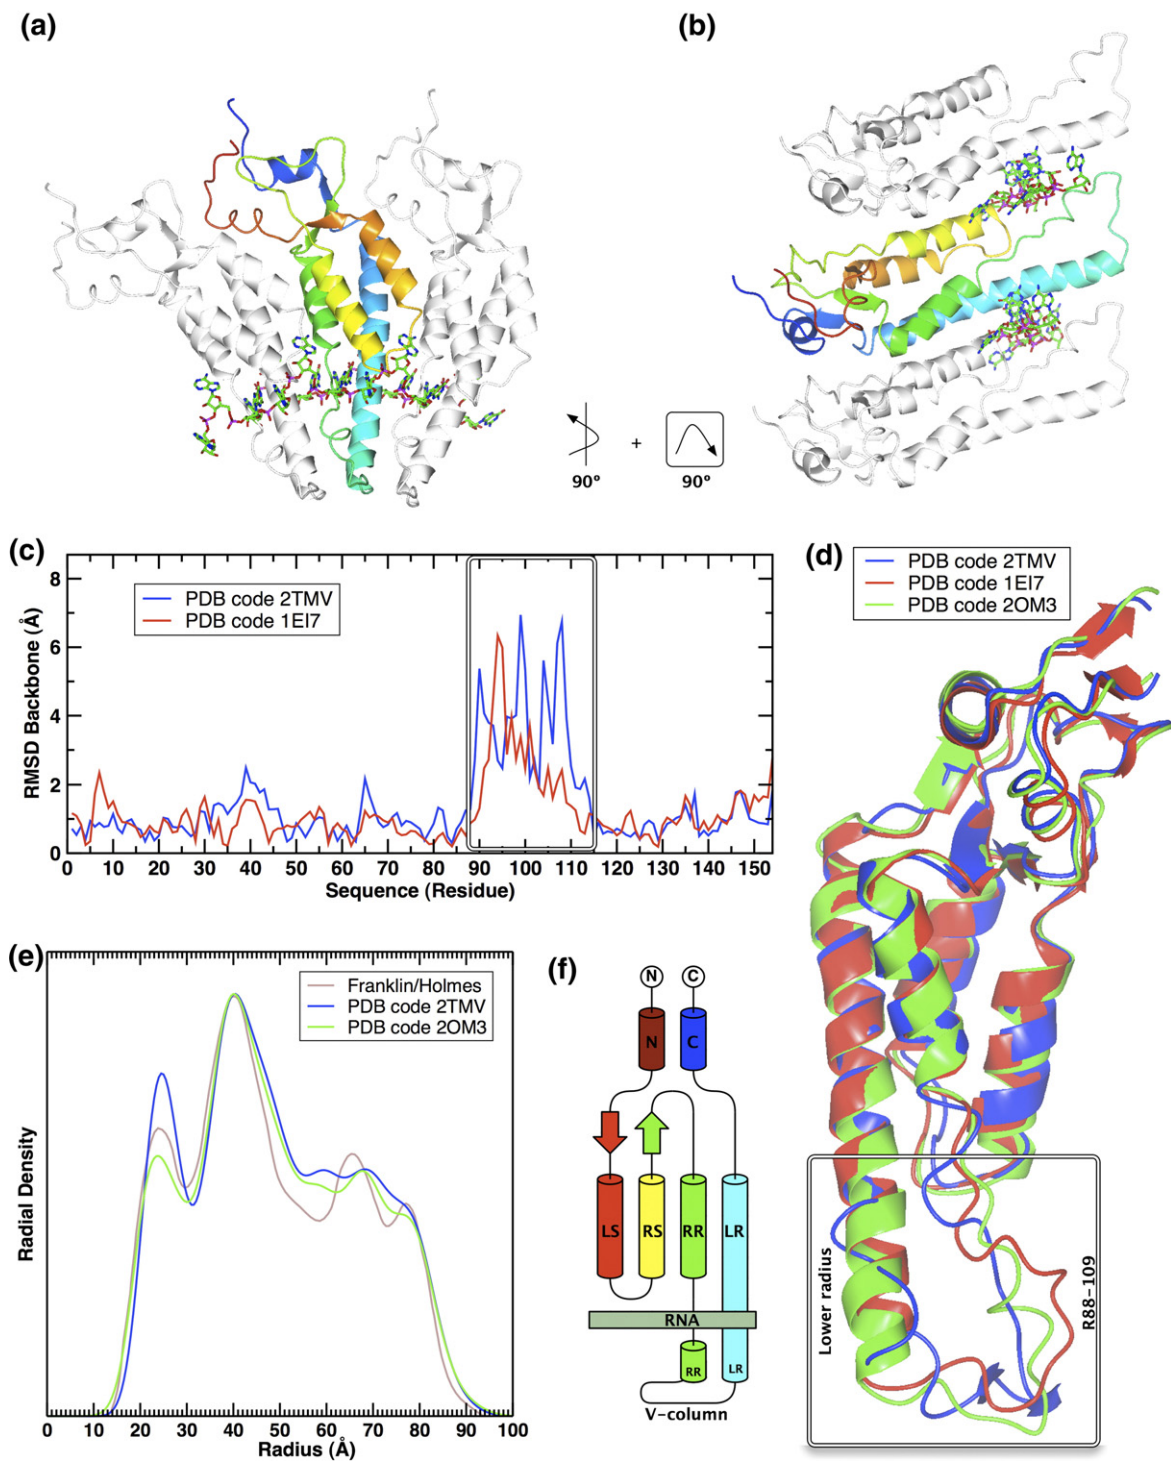 (a)
(b)
90°
+
90°
(c)
RMSD Backbone (Å)
8
6
4
2
0
PDB code 2TMV
PDB code 1EI7
0 10 20 30 40 50 60 70 80 90 100 110 120 130 140 150
Sequence (Residue)
(d)
PDB code 2TMV
PDB code 1EI7
PDB code 2OM3
Lower radius
R88-109
(e)
Radial Density
Franklin/Holmes
PDB code 2TMV
PDB code 2OM3
0 10 20 30 40 50 60 70 80 90 100
Radius (Å)
(f)
N C
N C
LS RS RR LR
RNA
RR LR
V-column